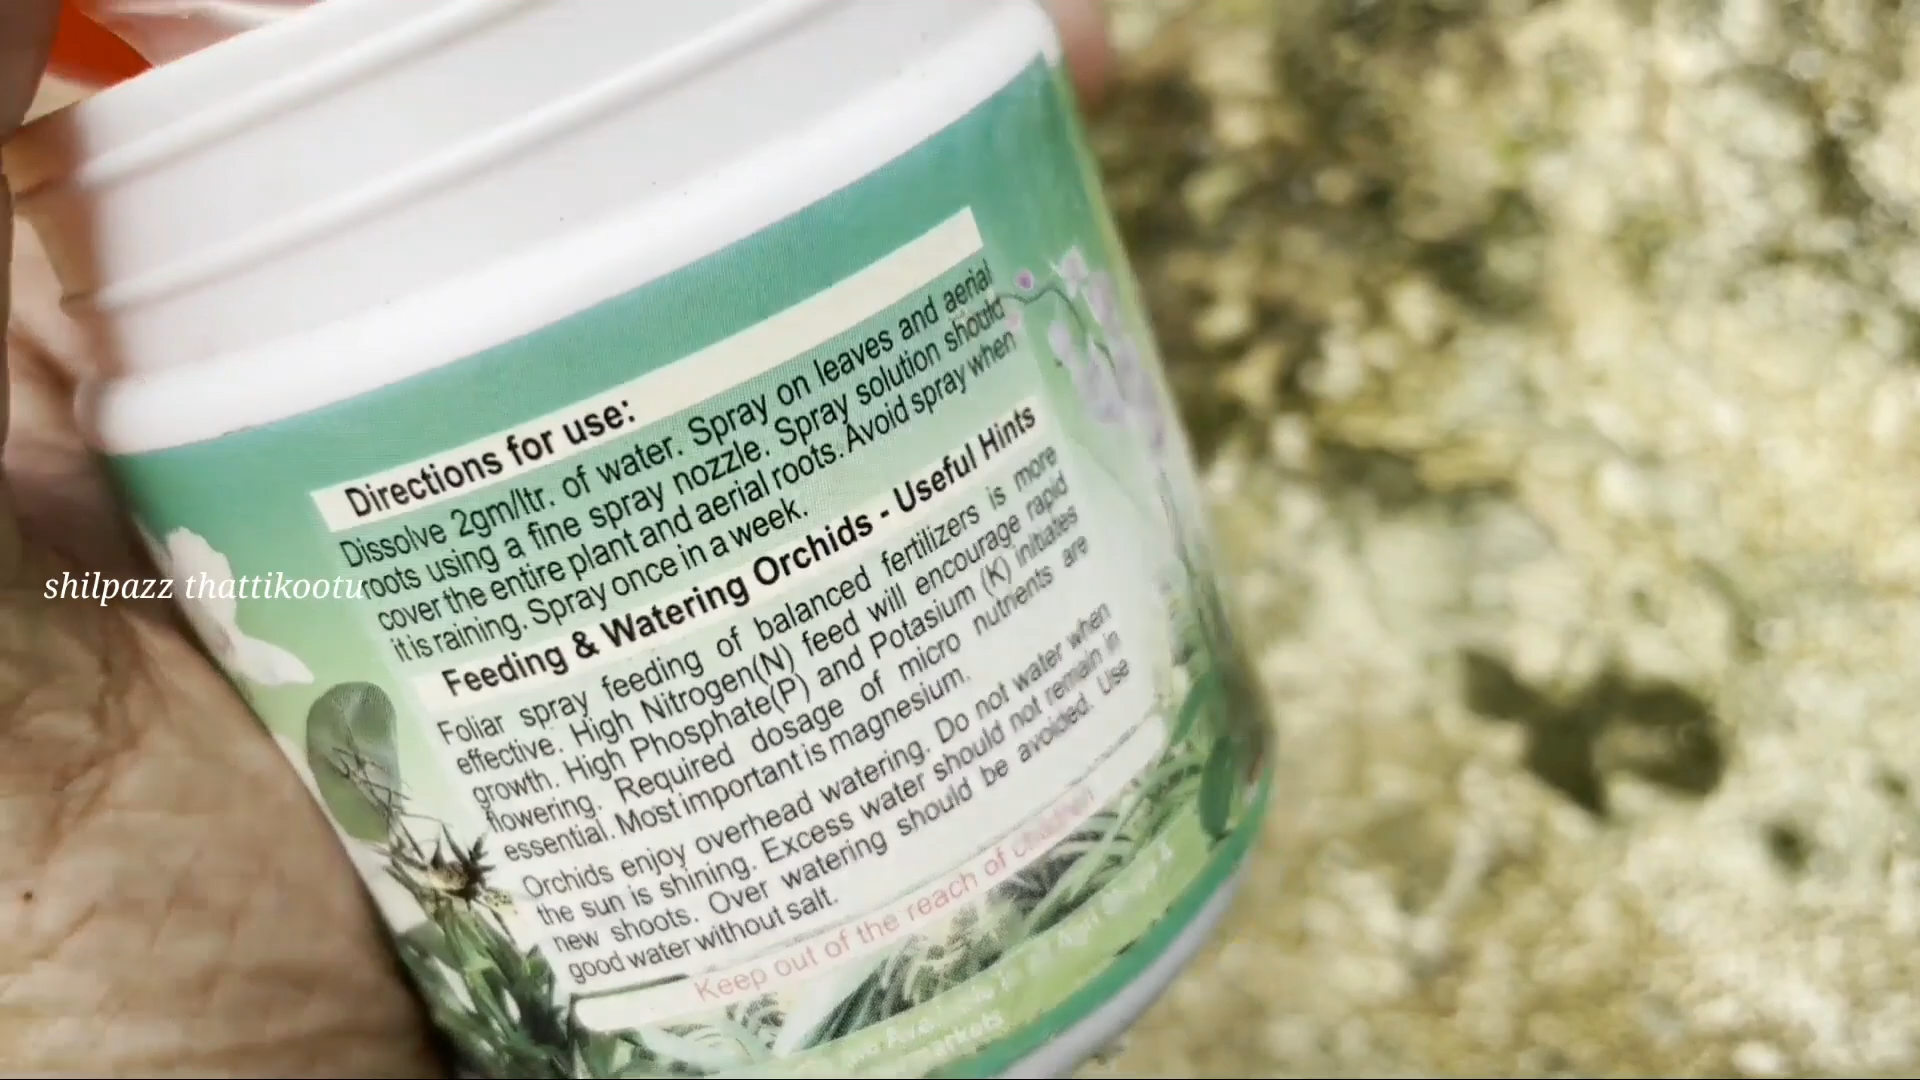 Directions for use:
Dissolve 2gm/ltr. of water. Spray on leaves and aerial
roots using a fine spray nozzle. Spray solution should
cover the entire plant and aerial roots. Avoid spray when
it is raining. Spray once in a week.
Feeding & Watering Orchids - Useful Hints
Foliar spray feeding of balanced fertilizers is more
effective. High Nitrogen(N) feed will encourage rapid
growth. High Phosphate(P) and Potasium (K) initiates
flowering. Required dosage of micro nutrients are
essential. Most important is magnesium.
Orchids enjoy overhead watering. Do not water when
the sun is shining. Excess water should not remain in
new shoots. Over watering should be avoided. Use
good water without salt.
Keep out of the reach of children
markets
shilpazz thattikootu